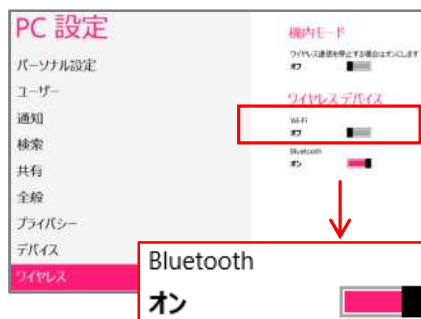 PC 設定
パーソナル設定
ユーザー
通知
検索
共有
全般
プライバシー
デバイス
ワイヤレス
機内モード
ワイヤレス通信を停止する場合はオンにします
オフ
ワイヤレス デバイス
Wi-Fi
オフ
Bluetooth
オン
Bluetooth
オン